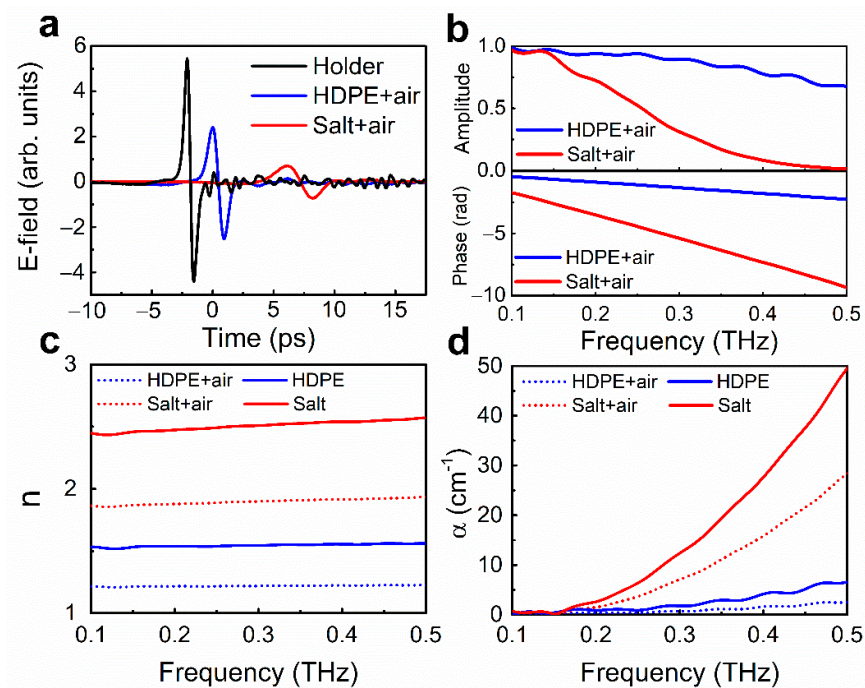 a
E-field (arb. units)
6
4
2
0
−2
−4
Holder
HDPE+air
Salt+air
−10
−5
0
5
10
15
Time (ps)
b
Amplitude
1.0
0.5
0.0
HDPE+air
Salt+air
Phase (rad)
−5
−10
HDPE+air
Salt+air
0.1
0.2
0.3
0.4
0.5
Frequency (THz)
c
n
3
2
1
HDPE+air
HDPE
Salt+air
Salt
0.1
0.2
0.3
0.4
0.5
Frequency (THz)
d
α (cm⁻¹)
50
40
30
20
10
0
HDPE+air
HDPE
Salt+air
Salt
0.1
0.2
0.3
0.4
0.5
Frequency (THz)